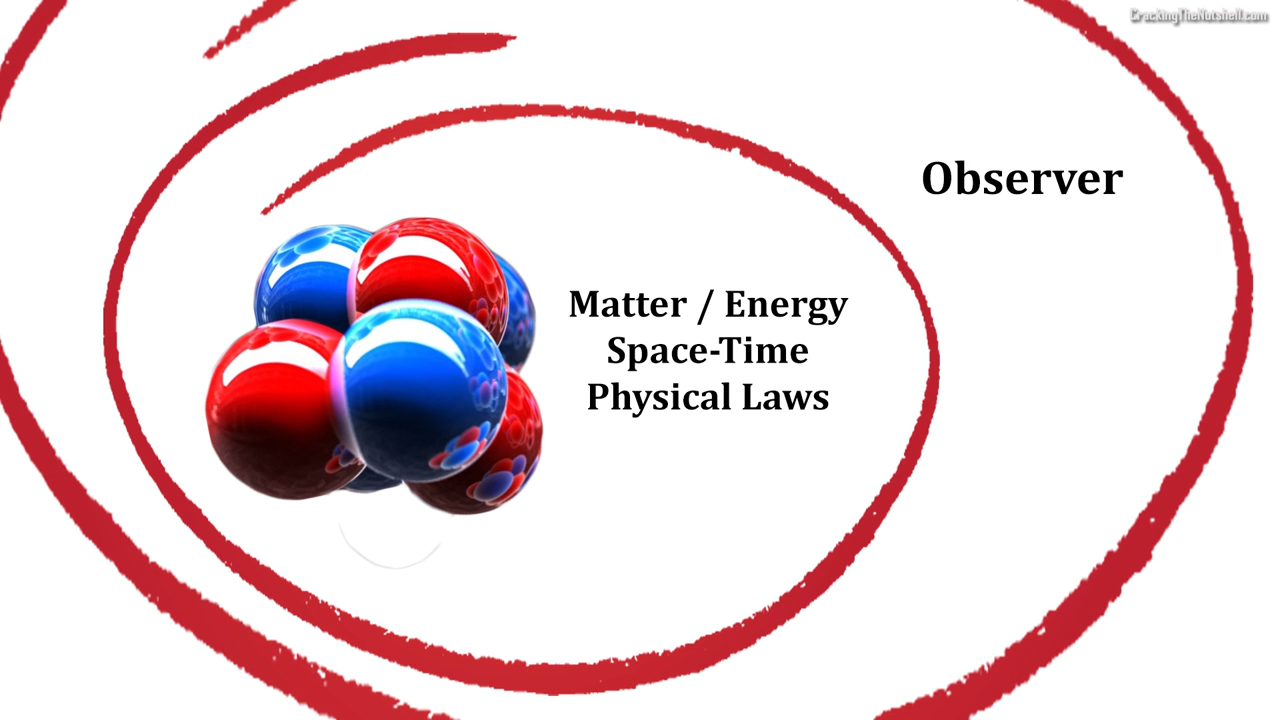 CrackingTheNutshell.com
Observer
Matter / Energy
Space-Time
Physical Laws